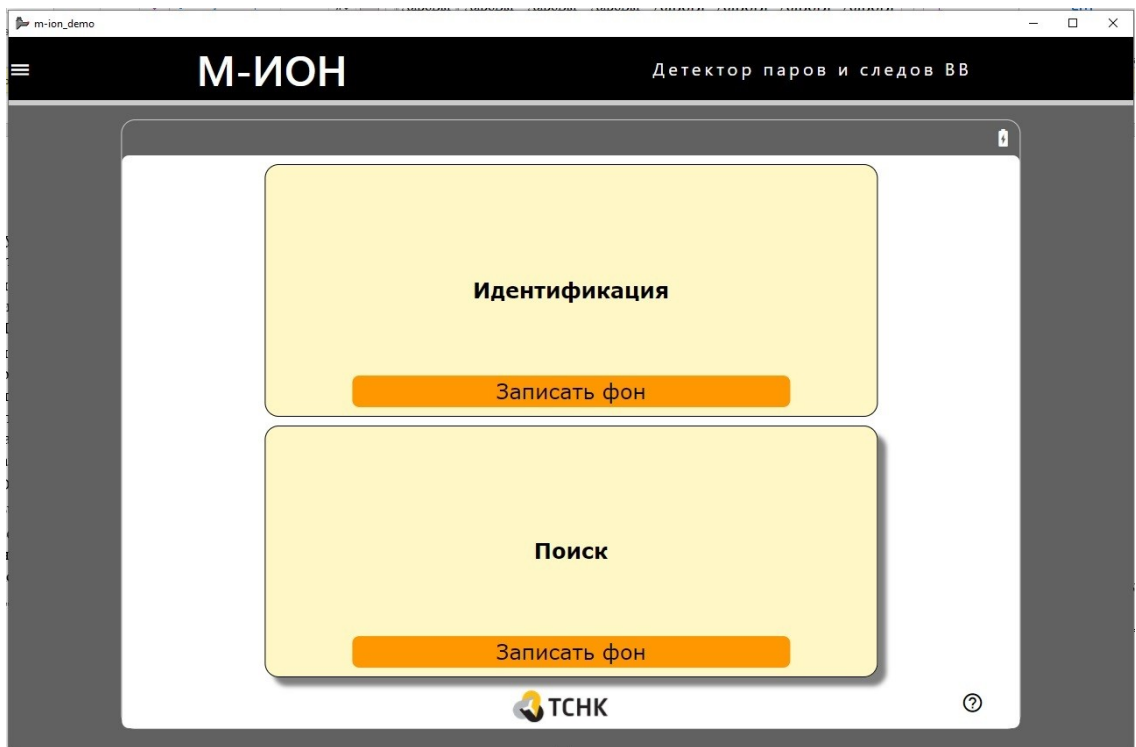 m-ion_demo
М-ИОН
Детектор паров и следов ВВ
Идентификация
Записать фон
Поиск
Записать фон
ТСНК